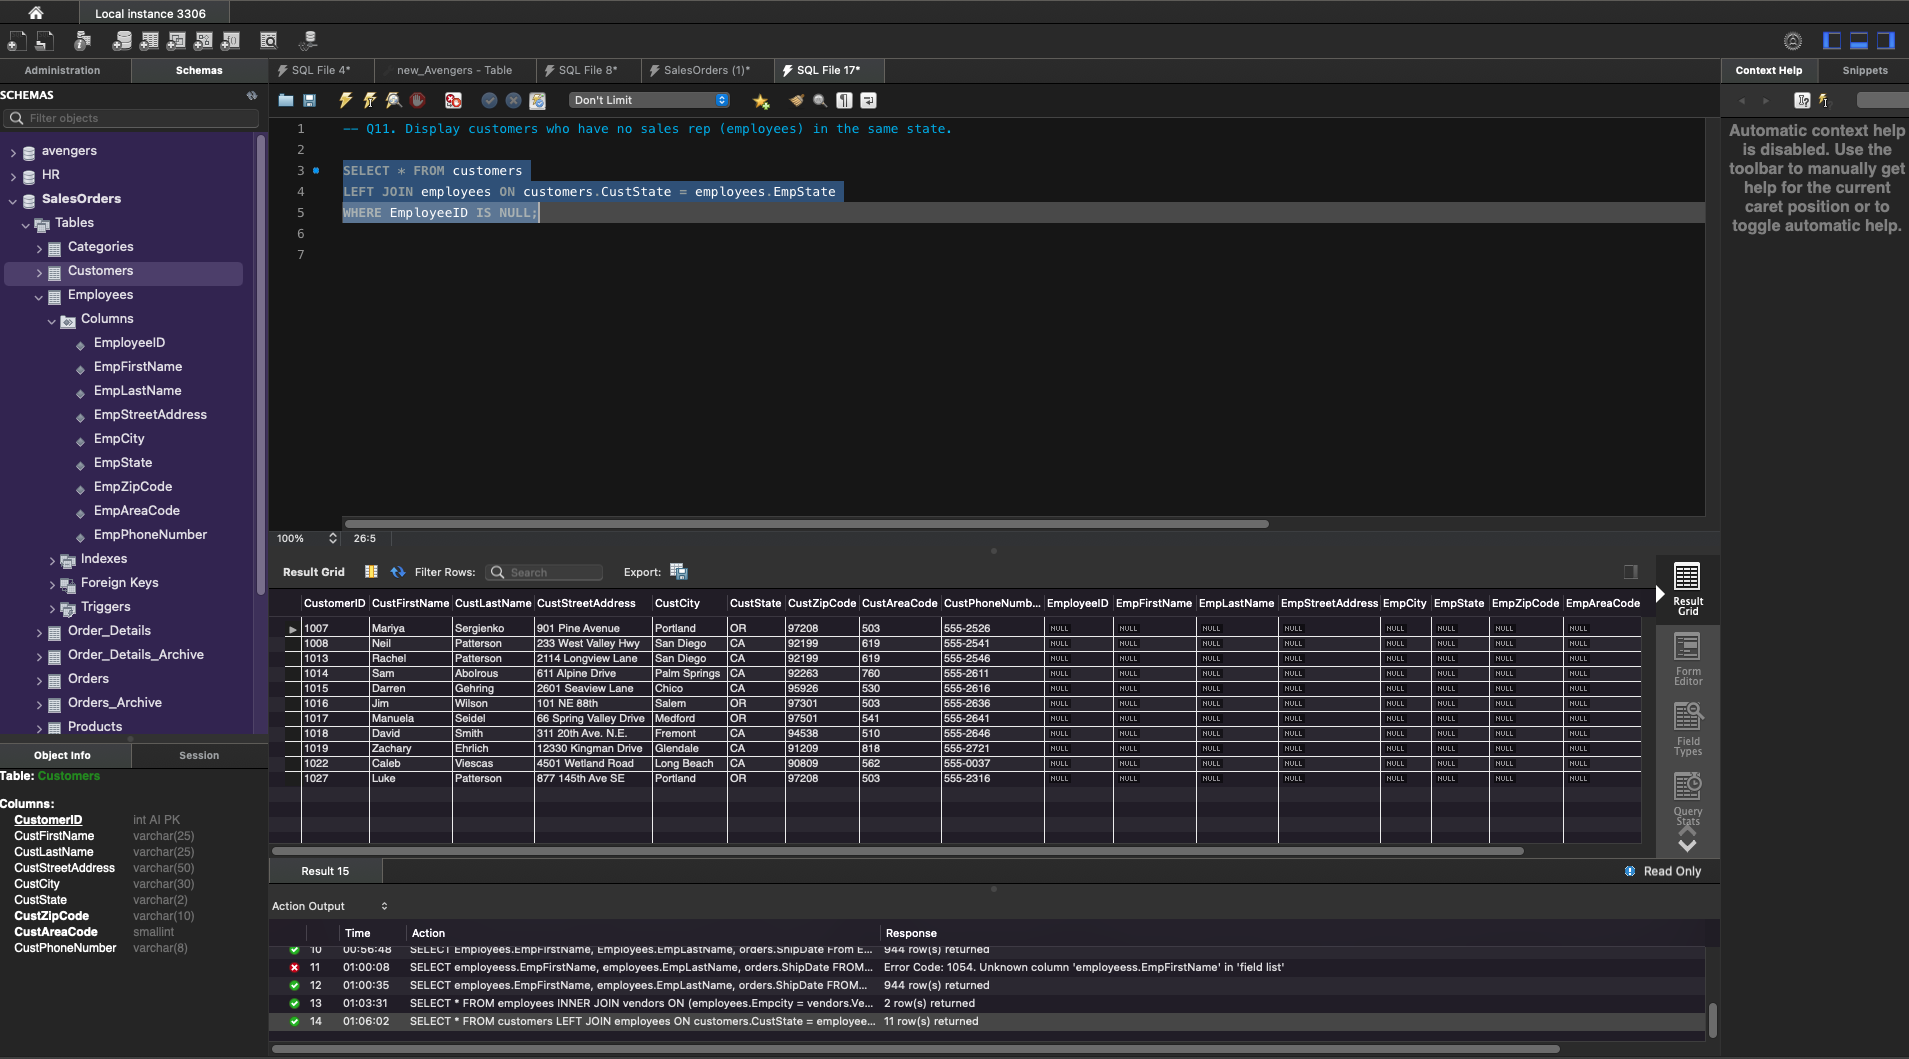 Local instance 3306
Administration
Schemas
SQL File 4*
new_Avengers - Table
SQL File 8*
SalesOrders (1)*
SQL File 17*
Context Help
Snippets
SCHEMAS
Filter objects
avengers
HR
SalesOrders
Tables
Categories
Customers
Employees
Columns
EmployeeID
EmpFirstName
EmpLastName
EmpStreetAddress
EmpCity
EmpState
EmpZipCode
EmpAreaCode
EmpPhoneNumber
Indexes
Foreign Keys
Triggers
Order_Details
Order_Details_Archive
Orders
Orders_Archive
Products
Object Info
Session
Table: Customers
Columns:
CustomerID int AI PK
CustFirstName varchar(25)
CustLastName varchar(25)
CustStreetAddress varchar(50)
CustCity varchar(30)
CustState varchar(2)
CustZipCode varchar(10)
CustAreaCode smallint
CustPhoneNumber varchar(8)
Don't Limit
1 -- Q11. Display customers who have no sales rep (employees) in the same state.
2
3 SELECT * FROM customers
4 LEFT JOIN employees ON customers.CustState = employees.EmpState
5 WHERE EmployeeID IS NULL;
6
7
100% 26:5
Result Grid Filter Rows: Search Export:
CustomerID CustFirstName CustLastName CustStreetAddress CustCity CustState CustZipCode CustAreaCode CustPhoneNumb... EmployeeID EmpFirstName EmpLastName EmpStreetAddress EmpCity EmpState EmpZipCode EmpAreaCode
1007 Mariya Sergienko 901 Pine Avenue Portland OR 97208 503 555-2526 NULL NULL NULL NULL NULL NULL NULL NULL
1008 Neil Patterson 233 West Valley Hwy San Diego CA 92199 619 555-2541 NULL NULL NULL NULL NULL NULL NULL NULL
1013 Rachel Patterson 2114 Longview Lane San Diego CA 92199 619 555-2546 NULL NULL NULL NULL NULL NULL NULL NULL
1014 Sam Abolrous 611 Alpine Drive Palm Springs CA 92263 760 555-2611 NULL NULL NULL NULL NULL NULL NULL NULL
1015 Darren Gehring 2601 Seaview Lane Chico CA 95926 530 555-2616 NULL NULL NULL NULL NULL NULL NULL NULL
1016 Jim Wilson 101 NE 88th Salem OR 97301 503 555-2636 NULL NULL NULL NULL NULL NULL NULL NULL
1017 Manuela Seidel 66 Spring Valley Drive Medford OR 97501 541 555-2641 NULL NULL NULL NULL NULL NULL NULL NULL
1018 David Smith 311 20th Ave. N.E. Fremont CA 94538 510 555-2646 NULL NULL NULL NULL NULL NULL NULL NULL
1019 Zachary Ehrlich 12330 Kingman Drive Glendale CA 91209 818 555-2721 NULL NULL NULL NULL NULL NULL NULL NULL
1022 Caleb Viescas 4501 Wetland Road Long Beach CA 90809 562 555-0037 NULL NULL NULL NULL NULL NULL NULL NULL
1027 Luke Patterson 877 145th Ave SE Portland OR 97208 503 555-2316 NULL NULL NULL NULL NULL NULL NULL NULL
Result
Grid
Form
Editor
Field
Types
Query
Stats
Result 15
Read Only
Action Output
Time Action Response
10 00:56:48 SELECT Employees.EmpFirstName, Employees.EmpLastName, orders.ShipDate From E... 944 row(s) returned
11 01:00:08 SELECT employeess.EmpFirstName, employees.EmpLastName, orders.ShipDate FROM... Error Code: 1054. Unknown column 'employeess.EmpFirstName' in 'field list'
12 01:00:35 SELECT employees.EmpFirstName, employees.EmpLastName, orders.ShipDate FROM... 944 row(s) returned
13 01:03:31 SELECT * FROM employees INNER JOIN vendors ON (employees.Empcity = vendors.Ve... 2 row(s) returned
14 01:06:02 SELECT * FROM customers LEFT JOIN employees ON customers.CustState = employee... 11 row(s) returned
Automatic context help
is disabled. Use the
toolbar to manually get
help for the current
caret position or to
toggle automatic help.